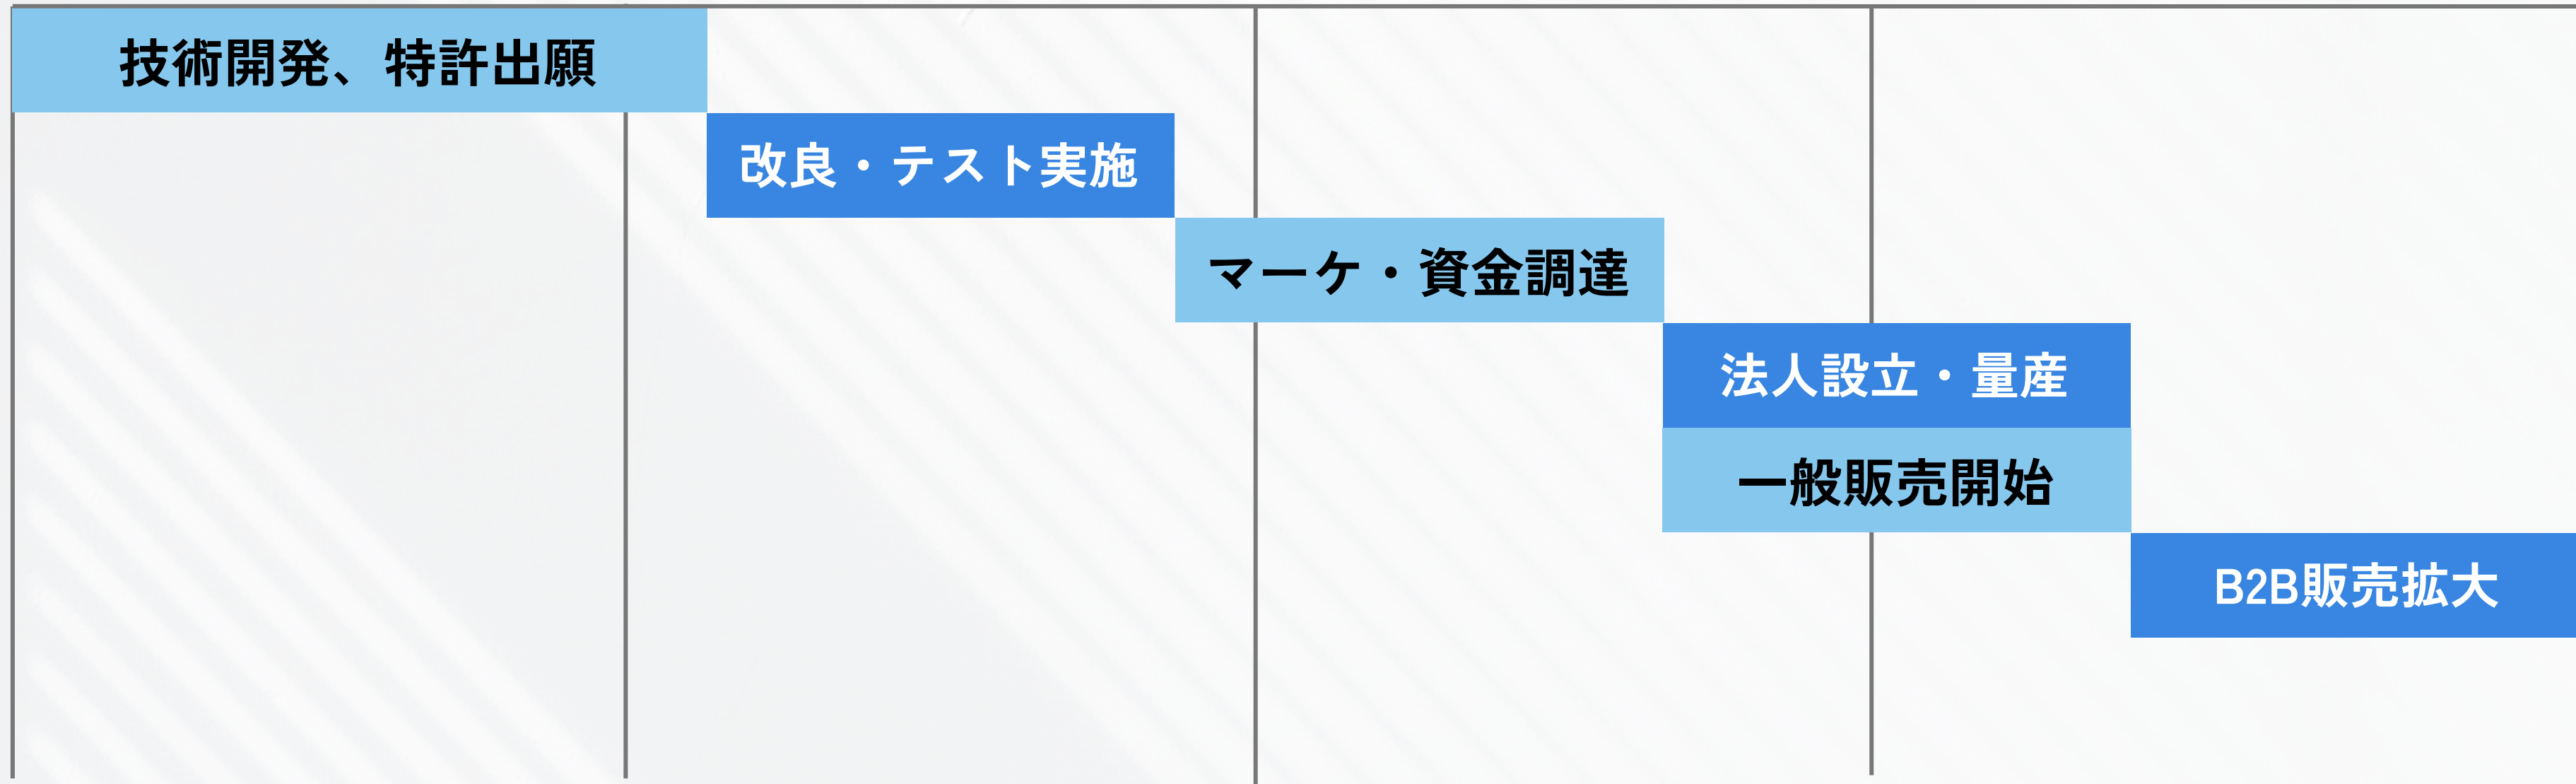 技術開発、特許出願
改良・テスト実施
マーケ・資金調達
法人設立・量産
一般販売開始
B2B販売拡大